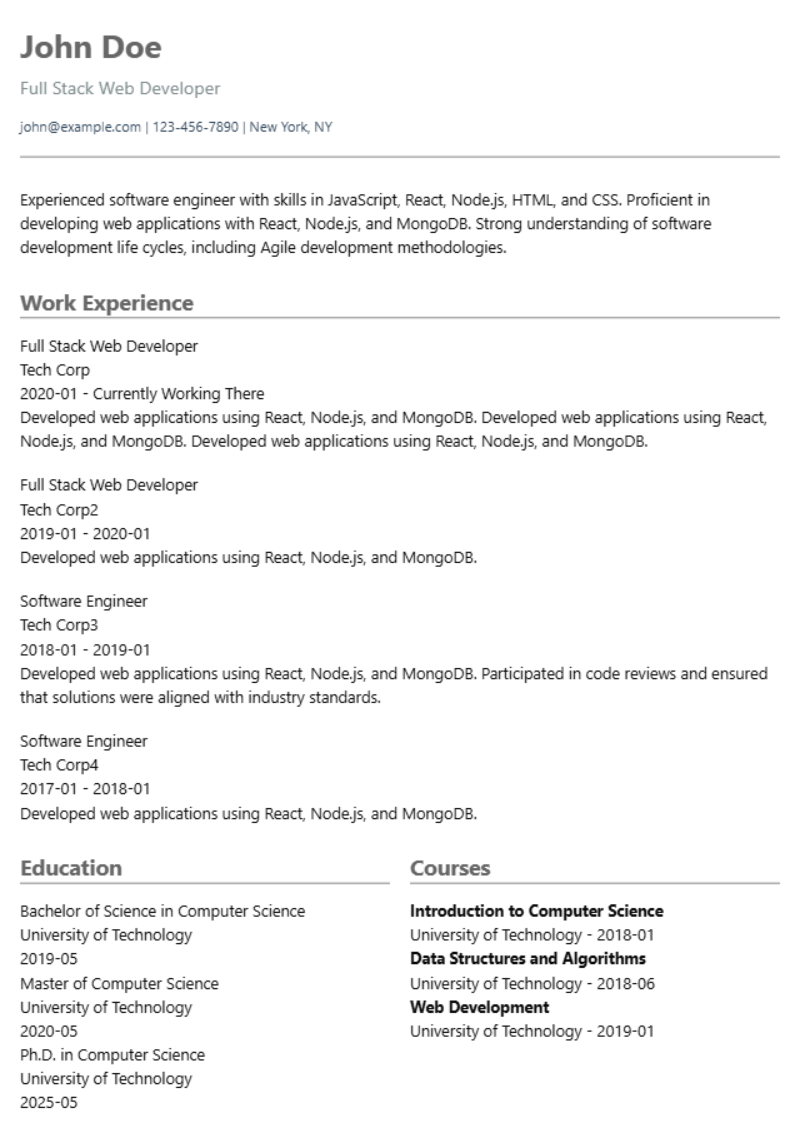 John Doe
Full Stack Web Developer
john@example.com | 123-456-7890 | New York, NY
Experienced software engineer with skills in JavaScript, React, Node.js, HTML, and CSS. Proficient in
developing web applications with React, Node.js, and MongoDB. Strong understanding of software
development life cycles, including Agile development methodologies.
Work Experience
Full Stack Web Developer
Tech Corp
2020-01 - Currently Working There
Developed web applications using React, Node.js, and MongoDB. Developed web applications using React,
Node.js, and MongoDB. Developed web applications using React, Node.js, and MongoDB.
Full Stack Web Developer
Tech Corp2
2019-01 - 2020-01
Developed web applications using React, Node.js, and MongoDB.
Software Engineer
Tech Corp3
2018-01 - 2019-01
Developed web applications using React, Node.js, and MongoDB. Participated in code reviews and ensured
that solutions were aligned with industry standards.
Software Engineer
Tech Corp4
2017-01 - 2018-01
Developed web applications using React, Node.js, and MongoDB.
Education
Bachelor of Science in Computer Science
University of Technology
2019-05
Master of Computer Science
University of Technology
2020-05
Ph.D. in Computer Science
University of Technology
2025-05
Courses
Introduction to Computer Science
University of Technology - 2018-01
Data Structures and Algorithms
University of Technology - 2018-06
Web Development
University of Technology - 2019-01